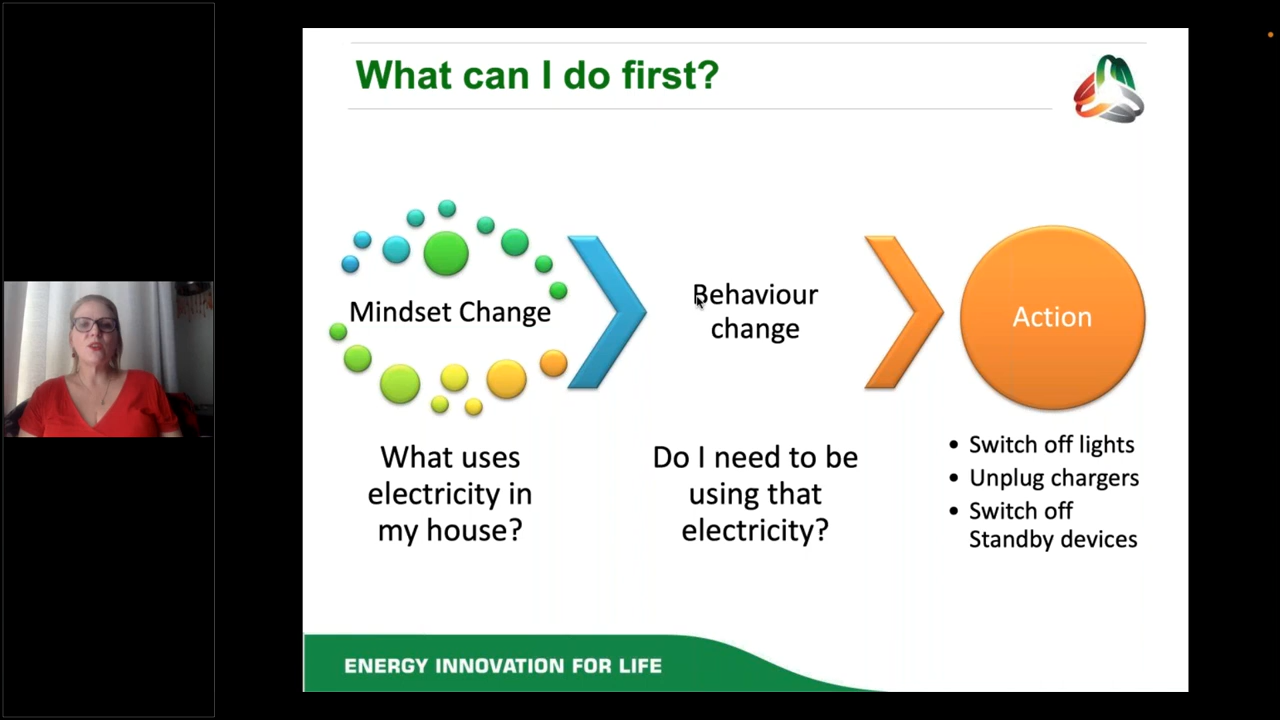 What can I do first?
Mindset Change
Behaviour
change
Action
What uses
electricity in
my house?
Do I need to be
using that
electricity?
• Switch off lights
• Unplug chargers
• Switch off
Standby devices
ENERGY INNOVATION FOR LIFE